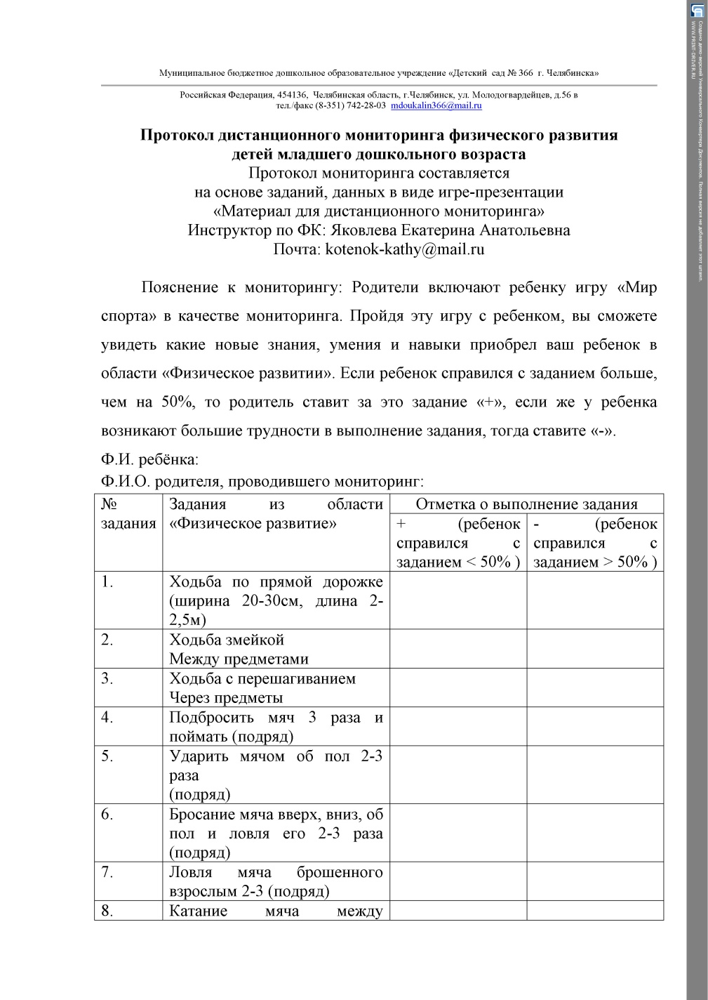 Муниципальное бюджетное дошкольное образовательное учреждение «Детский сад № 366 г. Челябинска»
Российская Федерация, 454136, Челябинская область, г.Челябинск, ул. Молодогвардейцев, д.56 в
тел./факс (8-351) 742-28-03 mdoukalin366@mail.ru
Протокол дистанционного мониторинга физического развития
детей младшего дошкольного возраста
Протокол мониторинга составляется
на основе заданий, данных в виде игре-презентации
«Материал для дистанционного мониторинга»
Инструктор по ФК: Яковлева Екатерина Анатольевна
Почта: kotenok-kathy@mail.ru
Пояснение к мониторингу: Родители включают ребенку игру «Мир
спорта» в качестве мониторинга. Пройдя эту игру с ребенком, вы сможете
увидеть какие новые знания, умения и навыки приобрел ваш ребенок в
области «Физическое развитии». Если ребенок справился с заданием больше,
чем на 50%, то родитель ставит за это задание «+», если же у ребенка
возникают большие трудности в выполнение задания, тогда ставите «-».
Ф.И. ребёнка:
Ф.И.О. родителя, проводившего мониторинг:
№
задания
Задания из области
«Физическое развитие»
Отметка о выполнение задания
+ (ребенок
справился с
заданием < 50% )
- (ребенок
справился с
заданием > 50% )
1.
Ходьба по прямой дорожке
(ширина 20-30см, длина 2-
2,5м)
2.
Ходьба змейкой
Между предметами
3.
Ходьба с перешагиванием
Через предметы
4.
Подбросить мяч 3 раза и
поймать (подряд)
5.
Ударить мячом об пол 2-3
раза
(подряд)
6.
Бросание мяча вверх, вниз, об
пол и ловля его 2-3 раза
(подряд)
7.
Ловля мяча брошенного
взрослым 2-3 (подряд)
8.
Катание мяча между
Создано демо-версией Универсального Конвертера Документов. Полная версия не добавляет этот штамп.
WWW.PRINT-DRIVER.RU